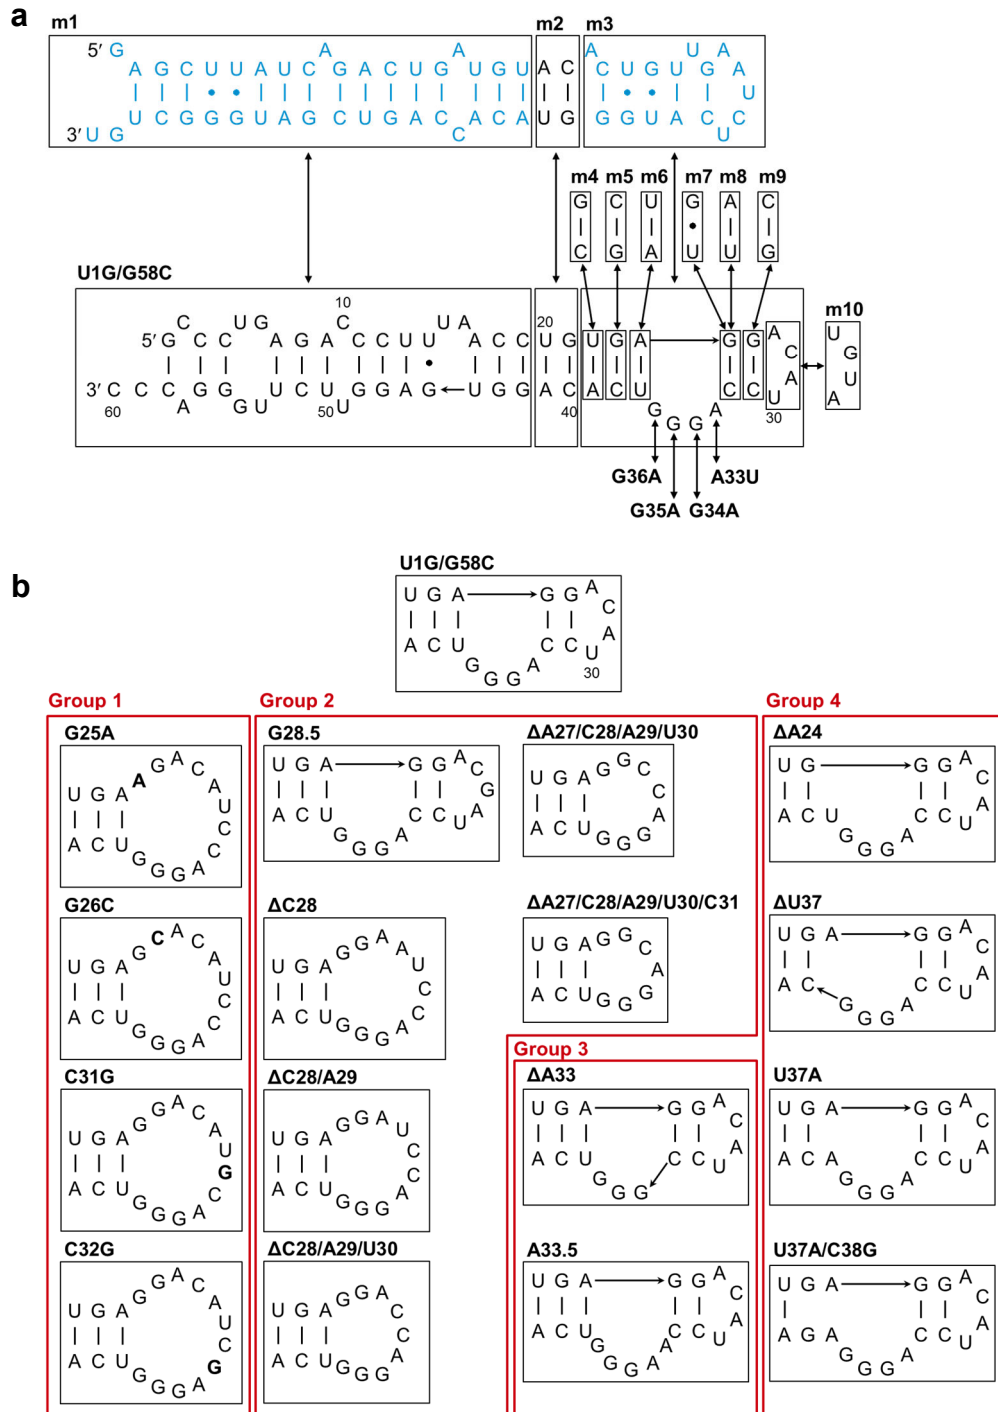 a
m1
m2
m3
5′ G A A A U A
A G C U U A U C G A C U G U G U A C C U G U G A U
U C G G G U A G C U G A C A C A U G G G U A C C
3′ U G C U
m4 m5 m6 m7 m8 m9
G C U G A C
C G A U U G
U1G/G58C
m10
C U G C U A 20 A U
10
5′ G C C A G A C C U U A C C U G U G A G G C G
3′ C C C G G C U U C U G G A G U G G A C A C U C C A U
60 A G U 50 U 40 G G G A U 30 A
G36A A33U
G35A G34A
b
U1G/G58C
U G A G G A C
A C U C C A
G G G A U
30
Group 1
Group 2
Group 4
G25A
U G A A G A C A U C C
A C U G G G A
G28.5
U G A G G A C G
A C U C C U A
G G G A
ΔA27/C28/A29/U30
U G A G G C C
A C U G G G A
ΔA24
U G G G A C
A C U C C U A
G G G A
G26C
U G A G C A C A U C C
A C U G G G A
ΔC28
U G A G G A A U C C
A C U G G G A
ΔA27/C28/A29/U30/C31
U G A G G C
A C U G G G A
ΔU37
U G A G G A C
A C C C U A
G G G A
Group 3
C31G
U G A G G A C A U G C
A C U G G G A
ΔC28/A29
U G A G G A U C C
A C U G G G A
ΔA33
U G A G G A C
A C U C C U A
G G G
U37A
U G A G G A C
A C A C C U A
G G G A
C32G
U G A G G A C A U C G
A C U G G G A
ΔC28/A29/U30
U G A G G A C C
A C U G G G A
A33.5
U G A G G A C
A C U C C U A
G G G A A
U37A/C38G
U G A G G A C
A G A C C U A
G G G A